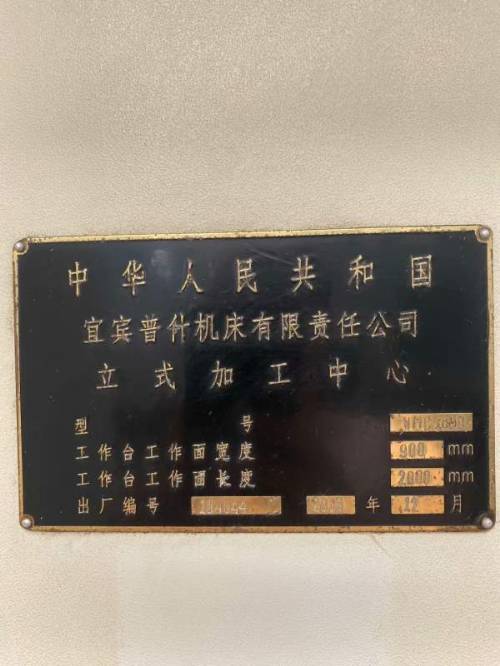 中华人民共和国
宜宾普什机床有限责任公司
立式加工中心
型号
工作台工作面宽度 900 mm
工作台工作面长度 2000 mm
出厂编号 年 12 月